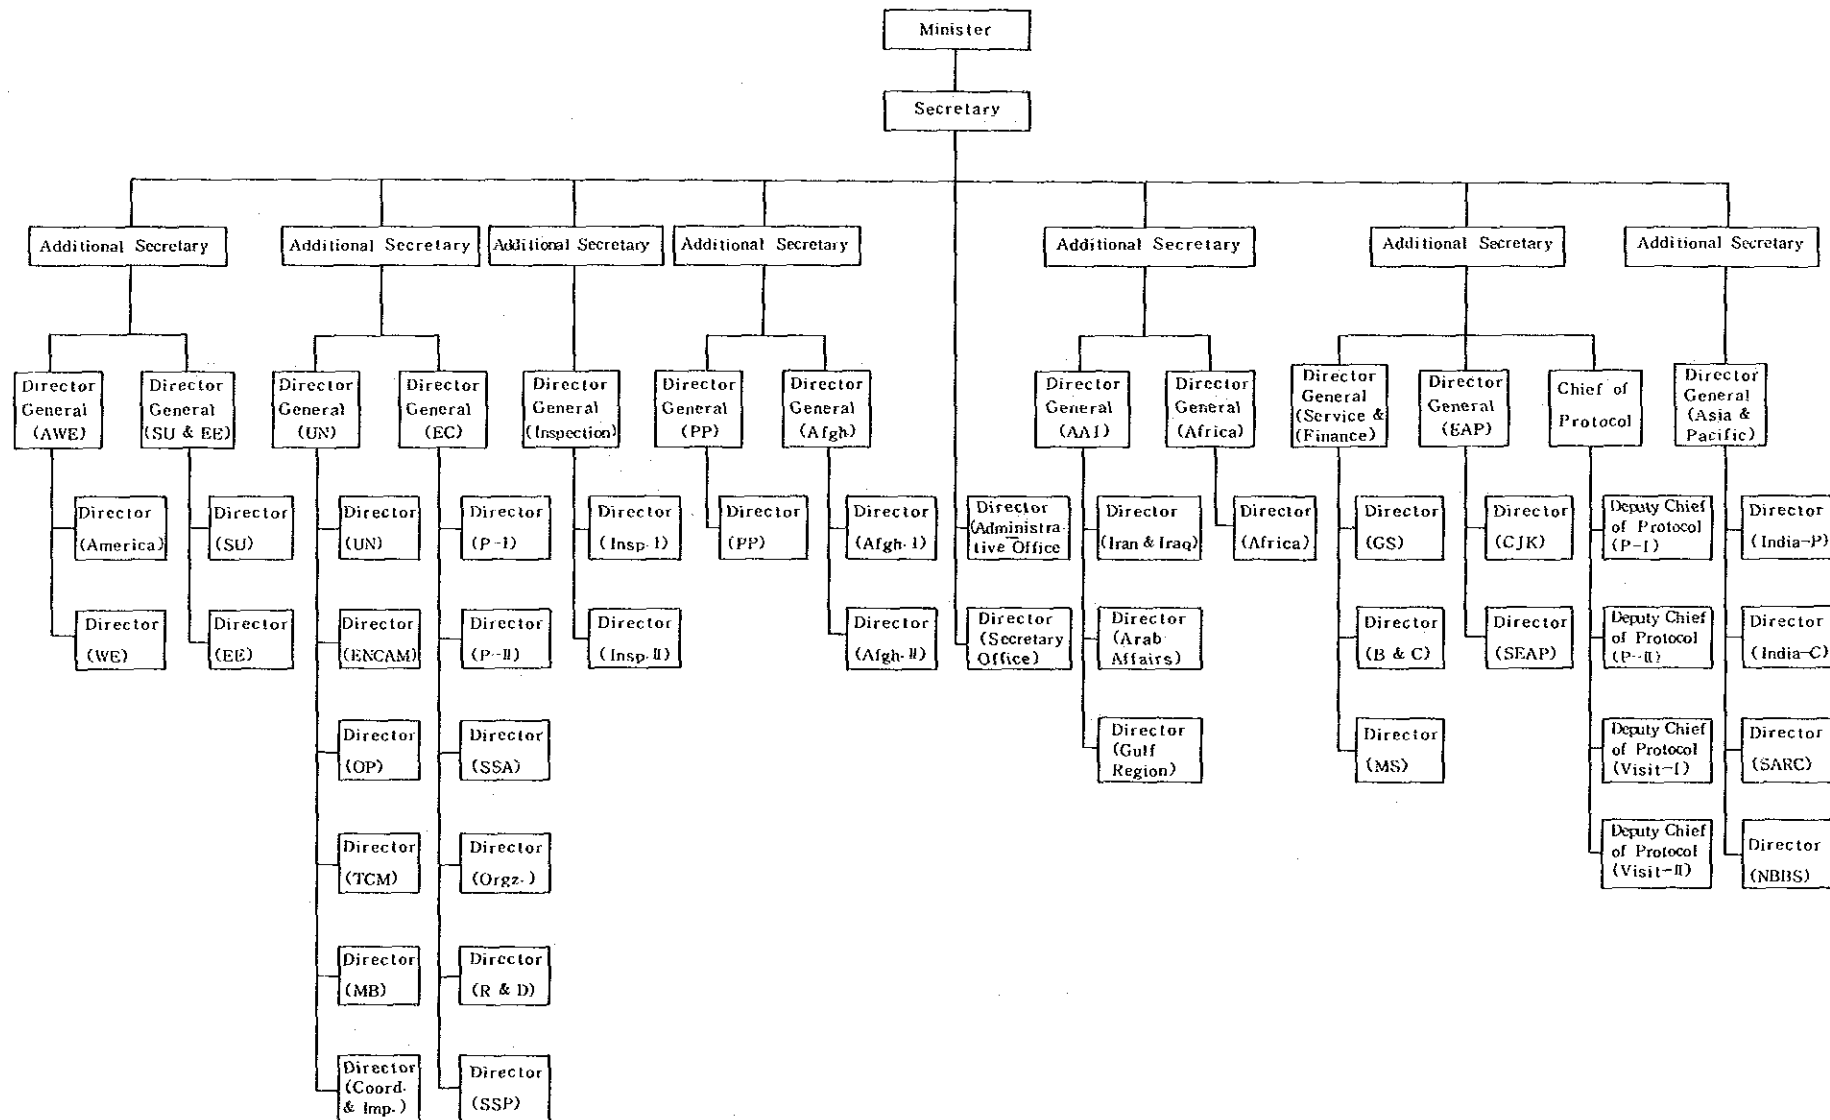 Minister
Secretary
Additional Secretary
Additional Secretary
Additional Secretary
Additional Secretary
Additional Secretary
Additional Secretary
Additional Secretary
Director
General
(AWE)
Director
General
(SU & EE)
Director
General
(UN)
Director
General
(EC)
Director
General
(Inspection)
Director
General
(PP)
Director
General
(Afgh.)
Director
General
(AAI)
Director
General
(Africa)
Director
General
(Service &
(Finance)
Director
General
(EAP)
Chief of
Protocol
Director
General
(Asia &
Pacific)
Director
(America)
Director
(SU)
Director
(UN)
Director
(P-I)
Director
(Insp. I)
Director
(PP)
Director
(Afgh. I)
Director
(Administra-
tive Office
Director
(Iran & Iraq)
Director
(Africa)
Director
(GS)
Director
(CJK)
Deputy Chief
of Protocol
(P-I)
Director
(India-P)
Director
(WE)
Director
(EE)
Director
(ENCAM)
Director
(P-II)
Director
(Insp. II)
Director
(Afgh. II)
Director
(Secretary
Office)
Director
(Arab
Affairs)
Director
(B & C)
Director
(SEAP)
Deputy Chief
of Protocol
(P-II)
Director
(India-C)
Director
(OP)
Director
(SSA)
Director
(Gulf
Region)
Director
(MS)
Deputy Chief
of Protocol
(Visit-I)
Director
(SARC)
Director
(TCM)
Director
(Orgz.)
Deputy Chief
of Protocol
(Visit-II)
Director
(NBBS)
Director
(MB)
Director
(R & D)
Director
(Coord.
& Imp.)
Director
(SSP)